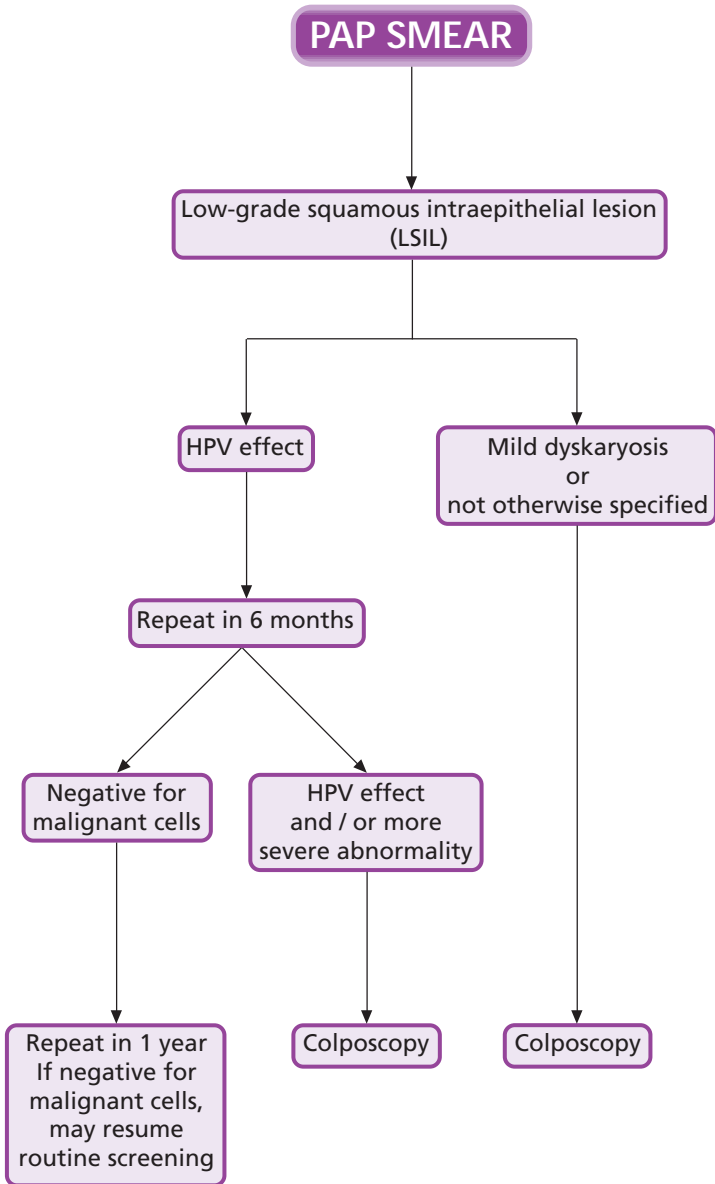 PAP SMEAR
Low-grade squamous intraepithelial lesion
(LSIL)
HPV effect
Mild dyskaryosis
or
not otherwise specified
Repeat in 6 months
Negative for
malignant cells
HPV effect
and / or more
severe abnormality
Repeat in 1 year
If negative for
malignant cells,
may resume
routine screening
Colposcopy
Colposcopy